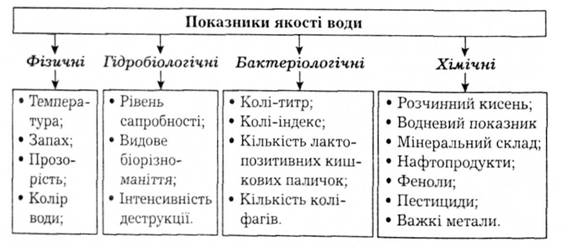 Показники якості води
Фізичні
Гідробіологічні
Бактеріологічні
Хімічні
• Темпера-
тура;
• Запах;
• Прозо-
рість;
• Колір
води;
• Рівень
сапробності;
• Видове
біорізно-
маніття;
• Інтенсивність
деструкції.
• Колі-титр;
• Колі-індекс;
• Кількість лакто-
позитивних киш-
кових паличок;
• Кількість колі-
фагів.
• Розчинний кисень;
• Водневий показник
• Мінеральний склад;
• Нафтопродукти;
• Феноли;
• Пестициди;
• Важкі метали.